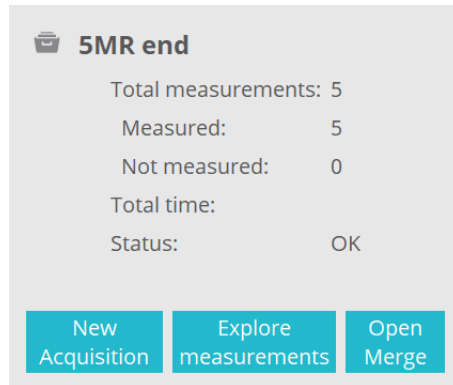 5MR end
Total measurements: 5
Measured: 5
Not measured: 0
Total time:
Status: OK
New Acquisition
Explore measurements
Open Merge